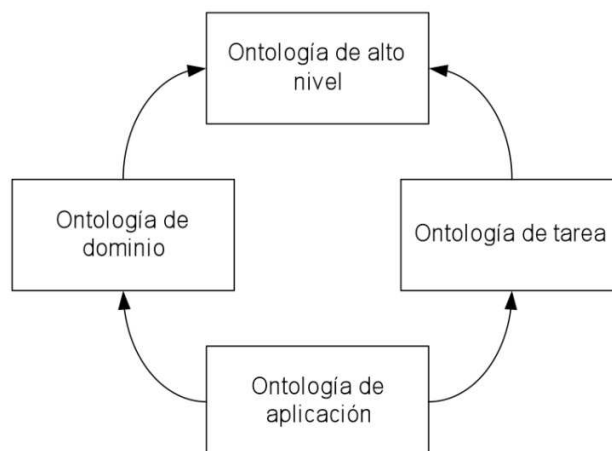 Ontología de alto
nivel
Ontología de
dominio
Ontología de tarea
Ontología de
aplicación